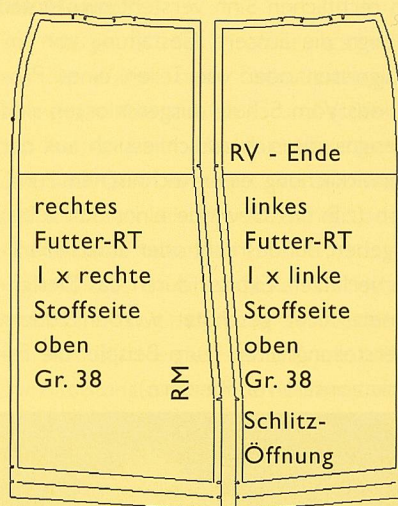 RV - Ende
rechtes
Futter-RT
1 x rechte
Stoffseite
oben
Gr. 38
RM
linkes
Futter-RT
1 x linke
Stoffseite
oben
Gr. 38
Schlitz-
Öffnung